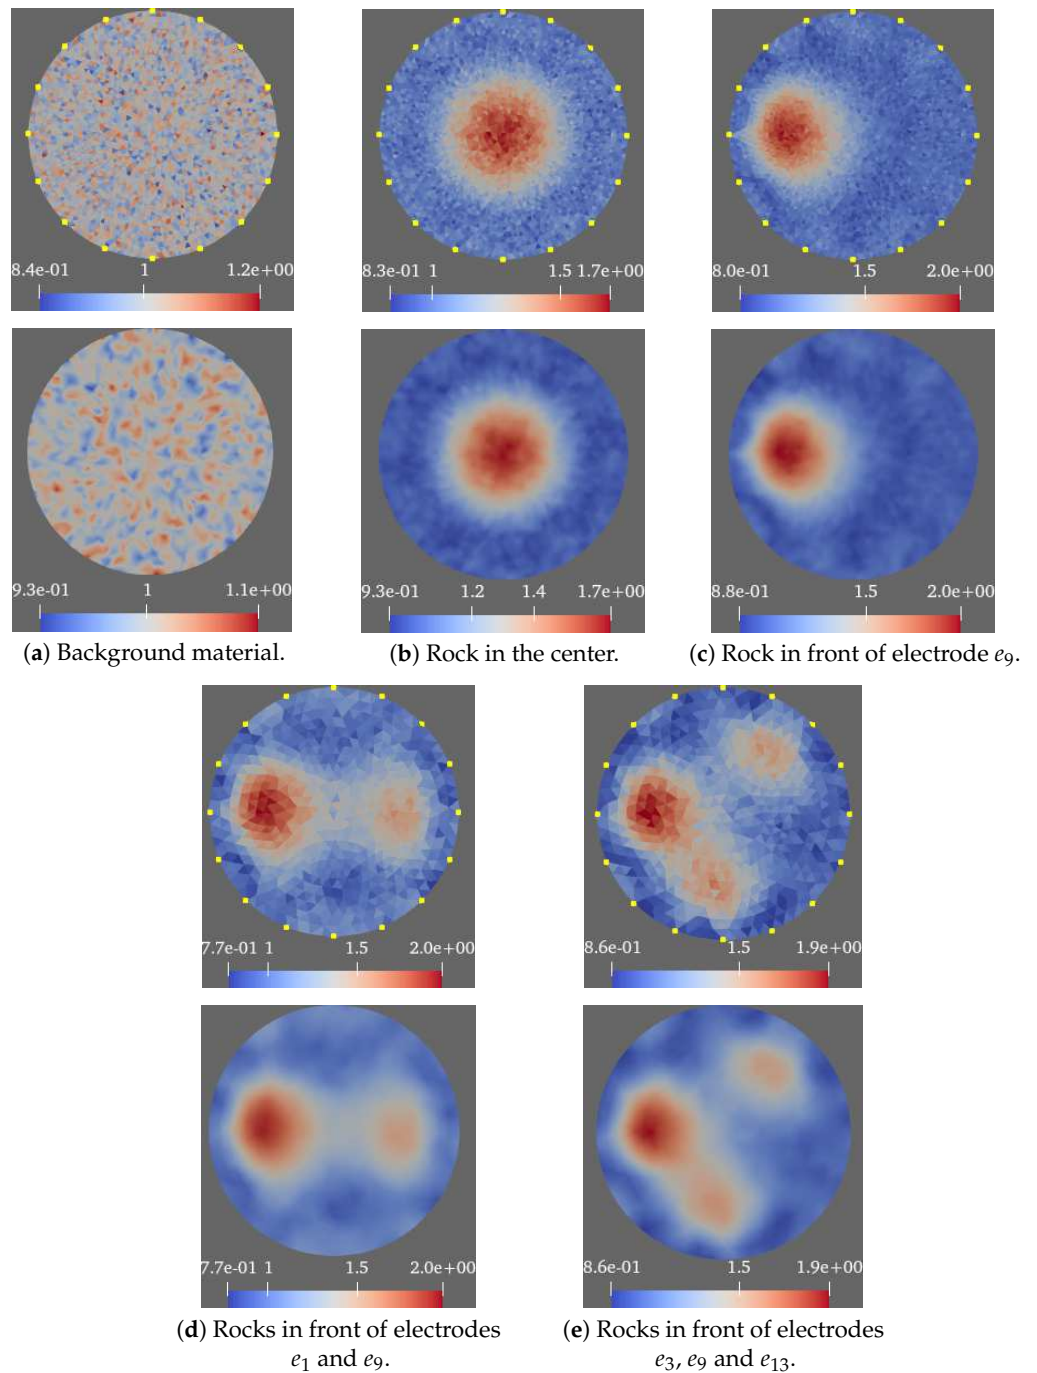 8.4e-01 1 1.2e+00
8.3e-01 1 1.5 1.7e+00
8.0e-01 1.5 2.0e+00
9.3e-01 1 1.1e+00
9.3e-01 1.2 1.4 1.7e+00
8.8e-01 1.5 2.0e+00
(a) Background material.
(b) Rock in the center.
(c) Rock in front of electrode e9.
7.7e-01 1 1.5 2.0e+00
8.6e-01 1.5 1.9e+00
7.7e-01 1 1.5 2.0e+00
8.6e-01 1.5 1.9e+00
(d) Rocks in front of electrodes
e1 and e9.
(e) Rocks in front of electrodes
e3, e9 and e13.